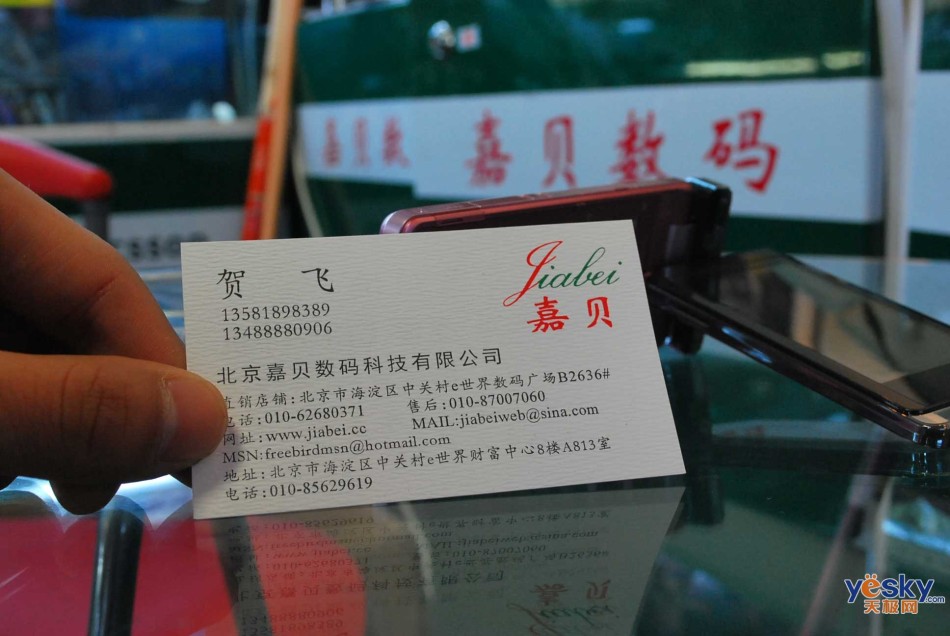 嘉贝数
嘉贝数码
贺 飞
13581898389
13488880906
Jiabei
嘉贝
北京嘉贝数码科技有限公司
直销店铺:北京市海淀区中关村e世界数码广场B2636#
电话:010-62680371 售后:010-87007060
网址:www.jiabei.cc MAIL:jiabeiweb@sina.com
MSN:freebirdmsn@hotmail.com
地址:北京市海淀区中关村e世界财富中心8楼A813室
电话:010-85629619
yesky.com
天极网